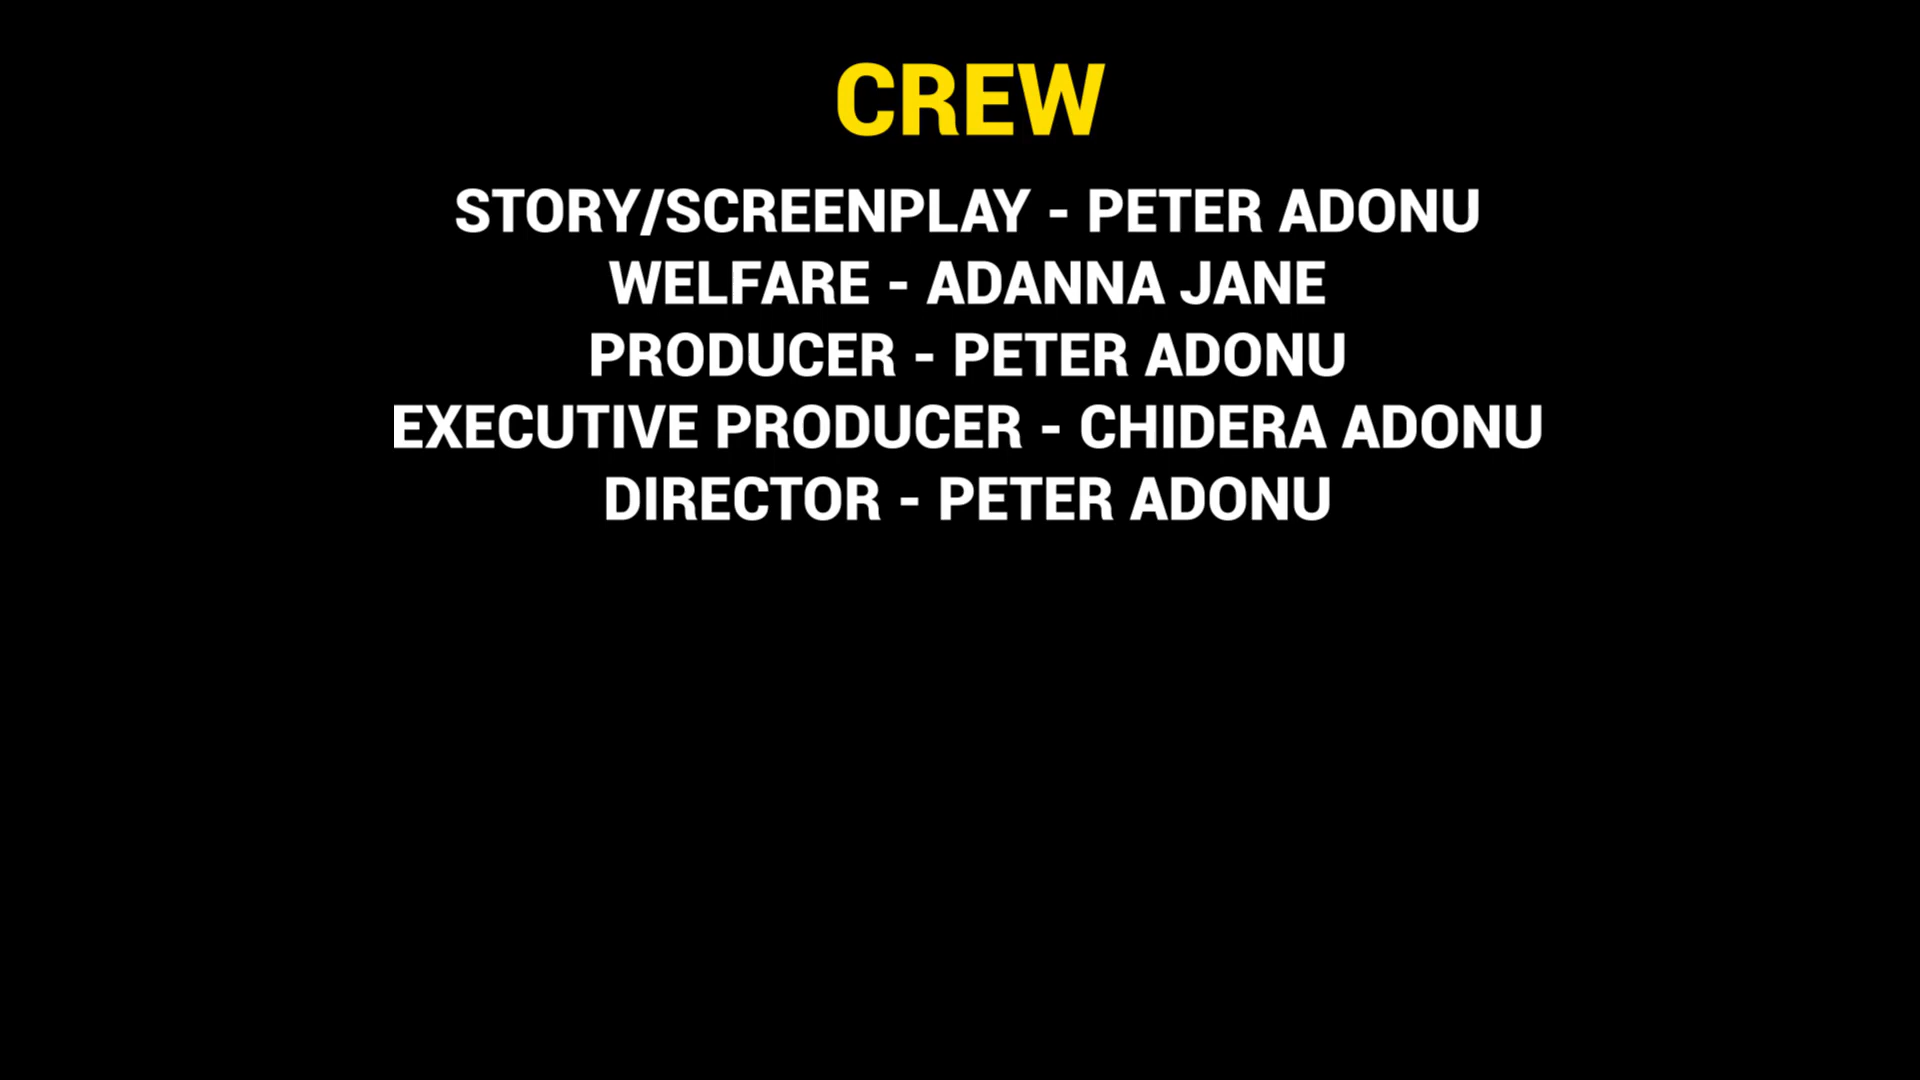 CREW
STORY/SCREENPLAY - PETER ADONU
WELFARE - ADANNA JANE
PRODUCER - PETER ADONU
EXECUTIVE PRODUCER - CHIDERA ADONU
DIRECTOR - PETER ADONU